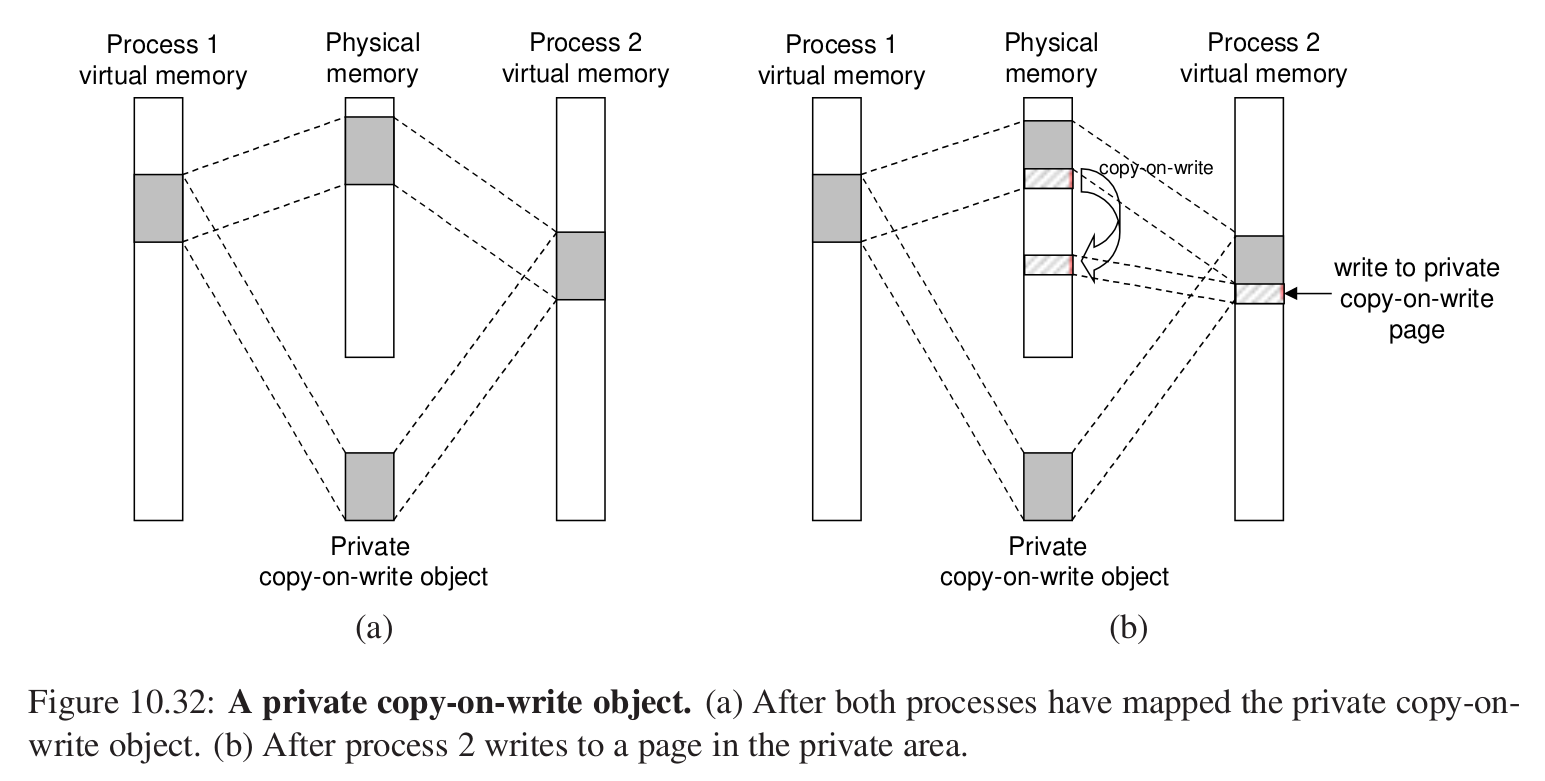 Process 1
virtual memory
Physical
memory
Process 2
virtual memory
Private
copy-on-write object
(a)
Process 1
virtual memory
Physical
memory
Process 2
virtual memory
copy-on-write
write to private
copy-on-write
page
Private
copy-on-write object
(b)
Figure 10.32: A private copy-on-write object. (a) After both processes have mapped the private copy-on-
write object. (b) After process 2 writes to a page in the private area.